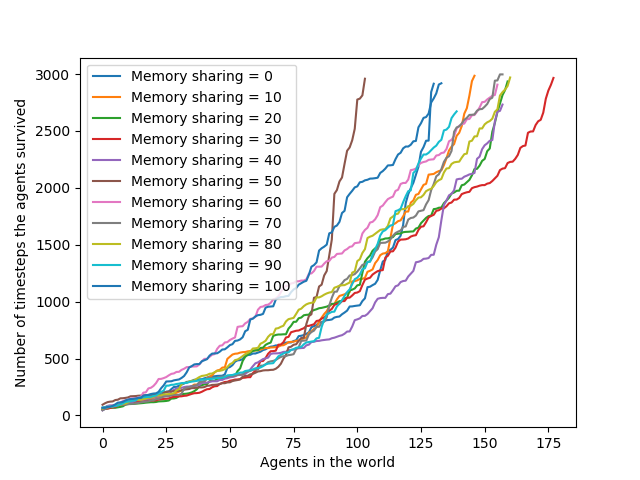 3000
2500
2000
1500
1000
500
0
Number of timesteps the agents survived
Memory sharing = 0
Memory sharing = 10
Memory sharing = 20
Memory sharing = 30
Memory sharing = 40
Memory sharing = 50
Memory sharing = 60
Memory sharing = 70
Memory sharing = 80
Memory sharing = 90
Memory sharing = 100
0 25 50 75 100 125 150 175
Agents in the world